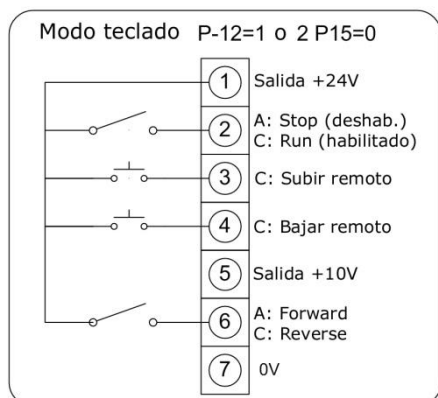 Modo teclado P-12=1 o 2 P15=0
1 Salida +24V
2 A: Stop (deshab.)
C: Run (habilitado)
3 C: Subir remoto
4 C: Bajar remoto
5 Salida +10V
6 A: Forward
C: Reverse
7 0V